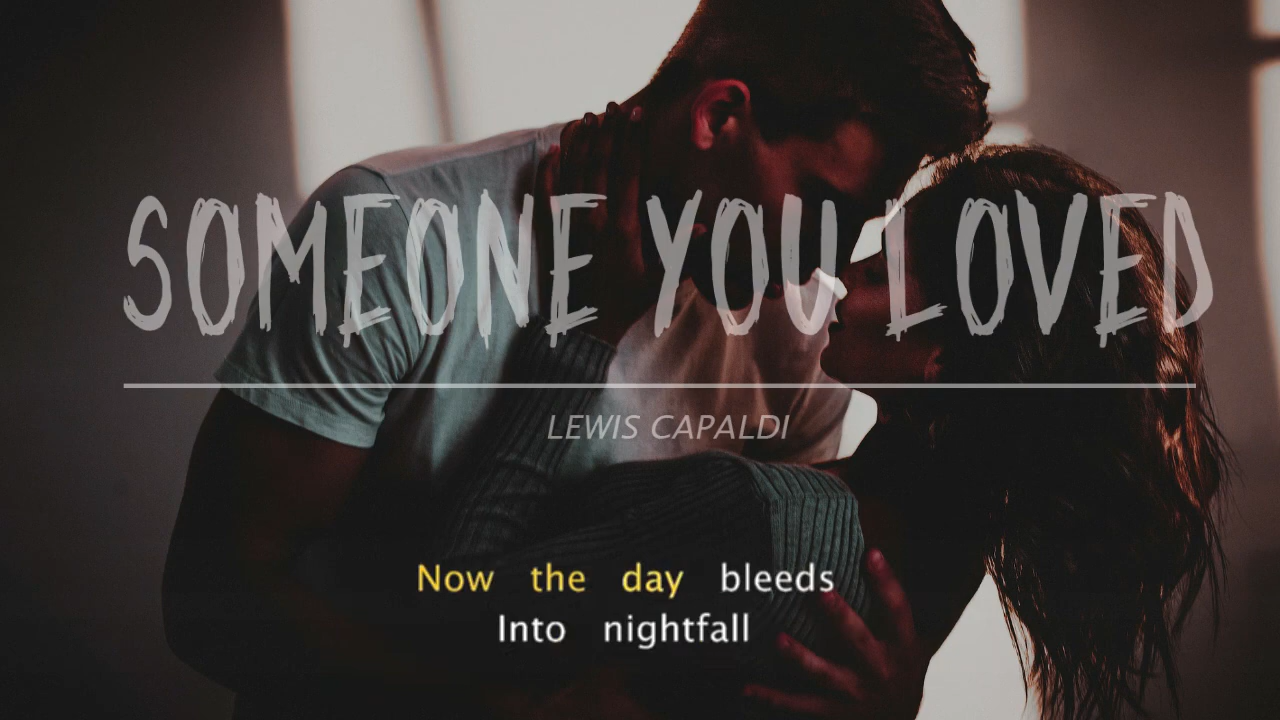 SOMEONE YOU LOVED
LEWIS CAPALDI
Now the day bleeds
Into nightfall